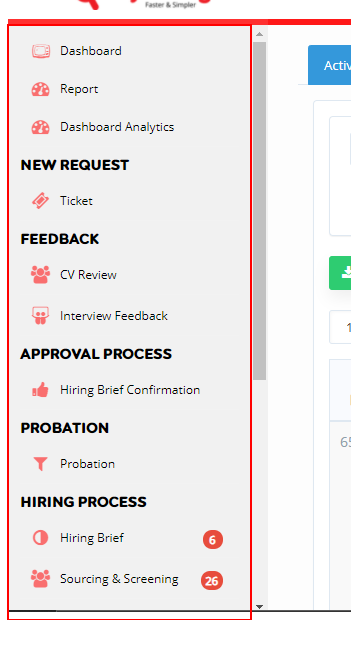 Faster & Simpler
Dashboard
Report
Dashboard Analytics
NEW REQUEST
Ticket
FEEDBACK
CV Review
Interview Feedback
APPROVAL PROCESS
Hiring Brief Confirmation
PROBATION
Probation
HIRING PROCESS
Hiring Brief 6
Sourcing & Screening 26
Activ
1
65